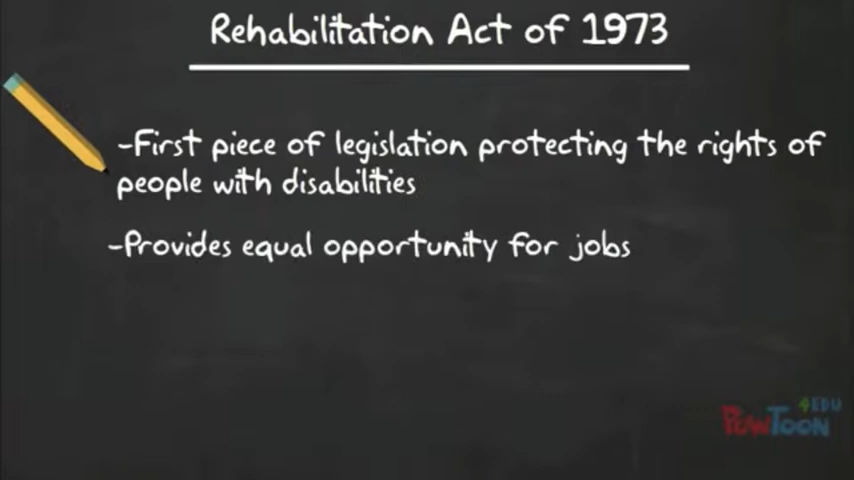 Rehabilitation Act of 1973
-First piece of legislation protecting the rights of
people with disabilities
-Provides equal opportunity for jobs
4EDU
PowToon